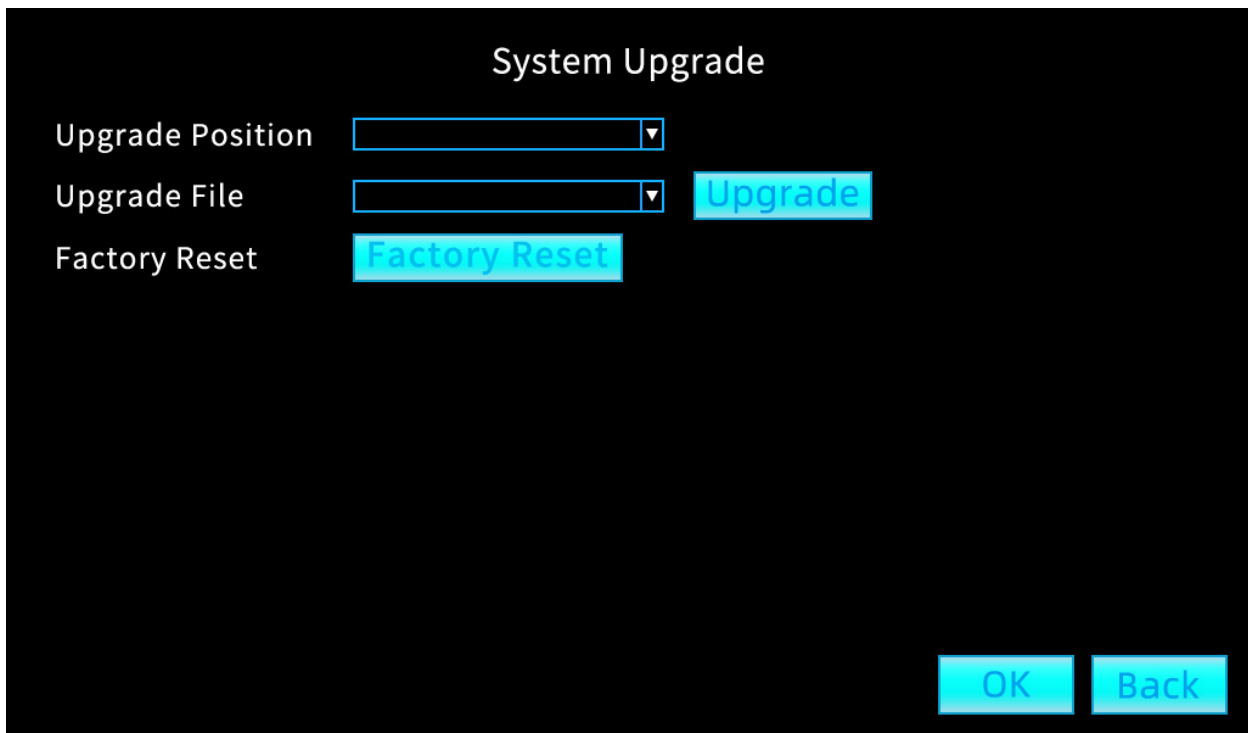 System Upgrade
Upgrade Position
Upgrade File Upgrade
Factory Reset Factory Reset
OK Back